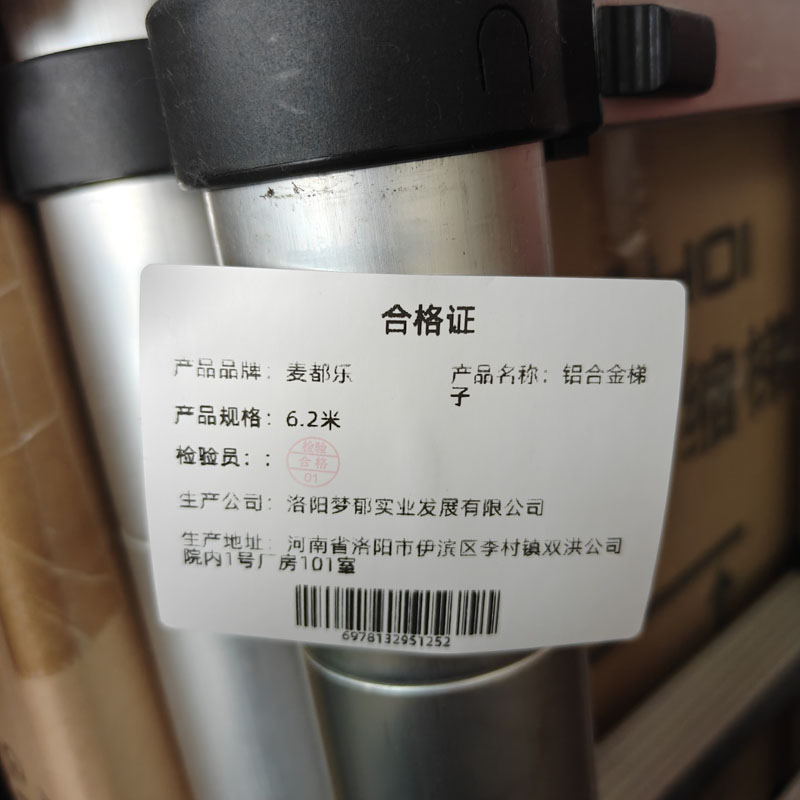 合格证
产品品牌：麦都乐
产品名称：铝合金梯
子
产品规格：6.2米
检验员：：
检验
合格
01
生产公司：洛阳梦郁实业发展有限公司
生产地址：河南省洛阳市伊滨区李村镇双洪公司
院内1号厂房101室
6978132951252